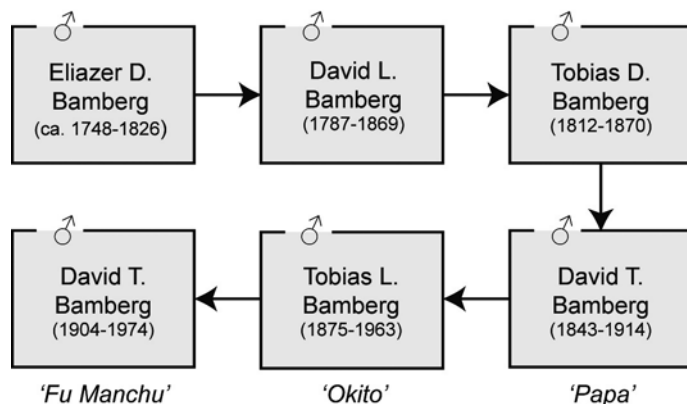 Eliazer D.
Bamberg
(ca. 1748-1826)
David L.
Bamberg
(1787-1869)
Tobias D.
Bamberg
(1812-1870)
David T.
Bamberg
(1904-1974)
Tobias L.
Bamberg
(1875-1963)
David T.
Bamberg
(1843-1914)
'Fu Manchu'
'Okito'
'Papa'